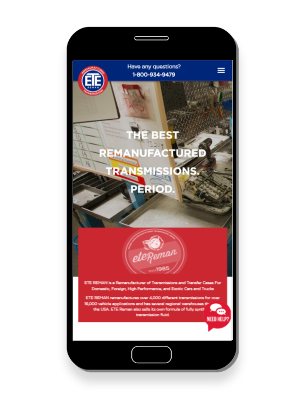 Have any questions?
1-800-934-9479
ETE
REMAN
THE BEST
REMANUFACTURED
TRANSMISSIONS.
PERIOD.
ete Reman
1985
ETE REMAN is a Remanufacturer of Transmissions and Transfer Cases For
Domestic, Foreign, High Performance, and Exotic Cars and Trucks
ETE REMAN remanufactures over 4,000 different transmissions for over
16,000 vehicle applications and has several regional warehouses
the USA. ETE Reman also sells its own formula of fully
transmission fluid
NEED HELP?